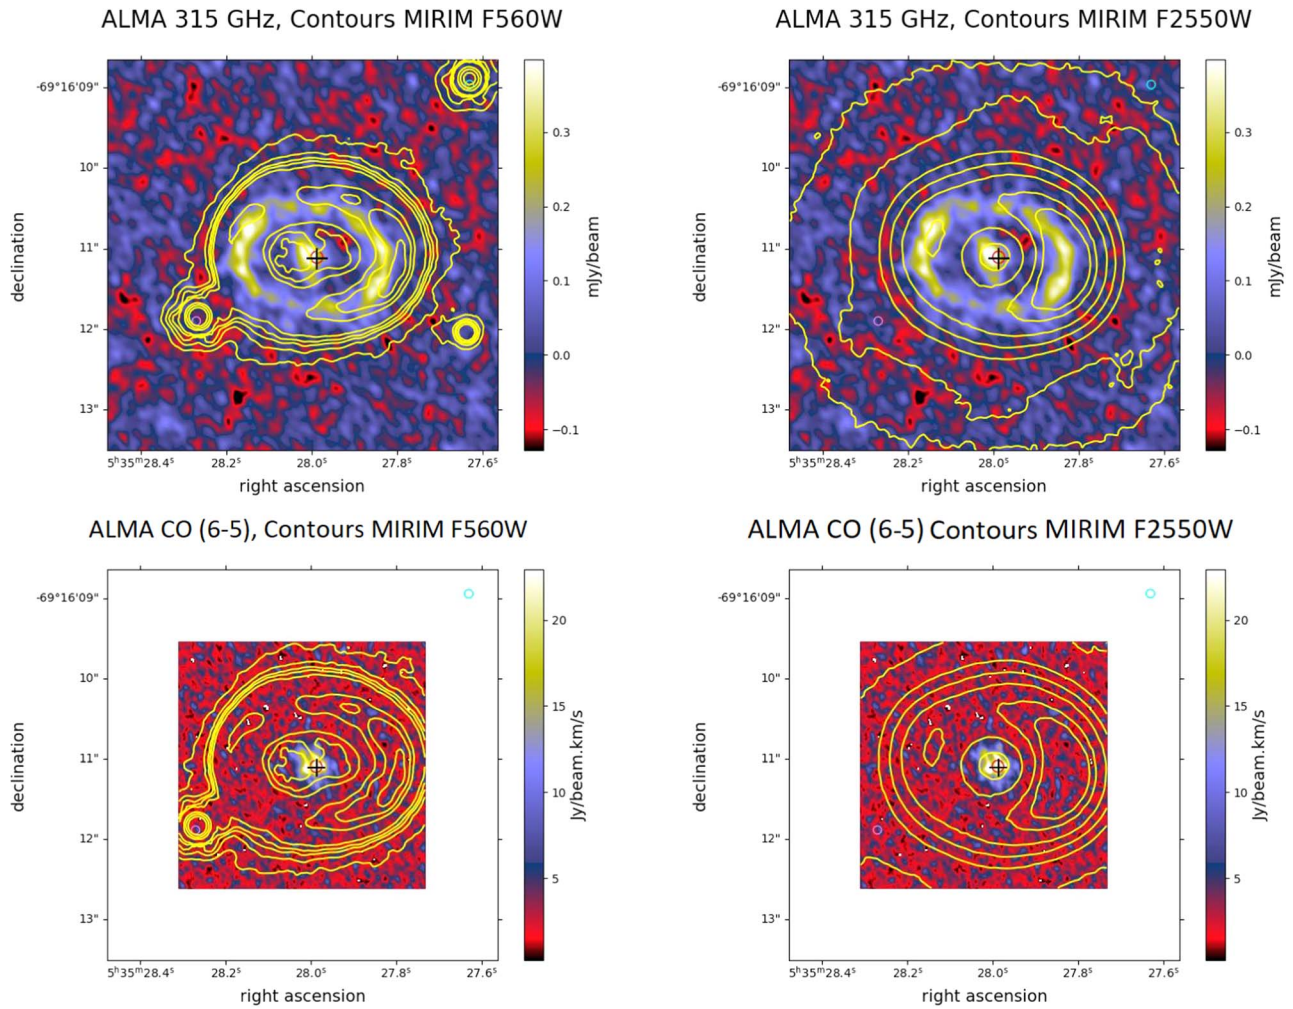 ALMA 315 GHz, Contours MIRIM F560W
ALMA 315 GHz, Contours MIRIM F2550W
-69°16'09"
10"
11"
12"
13"
declination
5ʰ35ᵐ28.4ˢ
28.2ˢ
28.0ˢ
27.8ˢ
27.6ˢ
right ascension
0.3
0.2
0.1
0.0
−0.1
mJy/beam
-69°16'09"
10"
11"
12"
13"
declination
5ʰ35ᵐ28.4ˢ
28.2ˢ
28.0ˢ
27.8ˢ
27.6ˢ
right ascension
0.3
0.2
0.1
0.0
−0.1
mJy/beam
ALMA CO (6-5), Contours MIRIM F560W
ALMA CO (6-5) Contours MIRIM F2550W
-69°16'09"
10"
11"
12"
13"
declination
5ʰ35ᵐ28.4ˢ
28.2ˢ
28.0ˢ
27.8ˢ
27.6ˢ
right ascension
20
15
10
5
Jy/beam.km/s
-69°16'09"
10"
11"
12"
13"
declination
5ʰ35ᵐ28.4ˢ
28.2ˢ
28.0ˢ
27.8ˢ
27.6ˢ
right ascension
20
15
10
5
Jy/beam.km/s